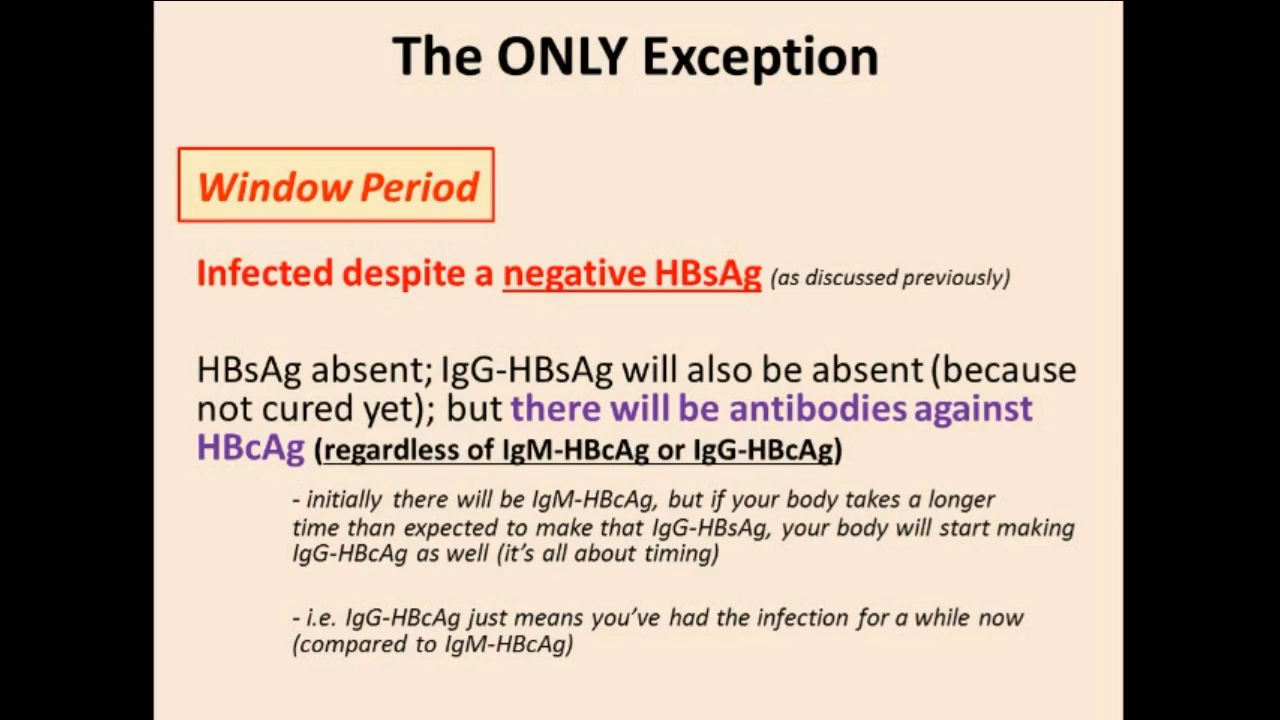 The ONLY Exception
Window Period
Infected despite a negative HBsAg (as discussed previously)
HBsAg absent; IgG-HBsAg will also be absent (because
not cured yet); but there will be antibodies against
HBcAg (regardless of IgM-HBcAg or IgG-HBcAg)
- initially there will be IgM-HBcAg, but if your body takes a longer
time than expected to make that IgG-HBsAg, your body will start making
IgG-HBcAg as well (it's all about timing)
- i.e. IgG-HBcAg just means you've had the infection for a while now
(compared to IgM-HBcAg)